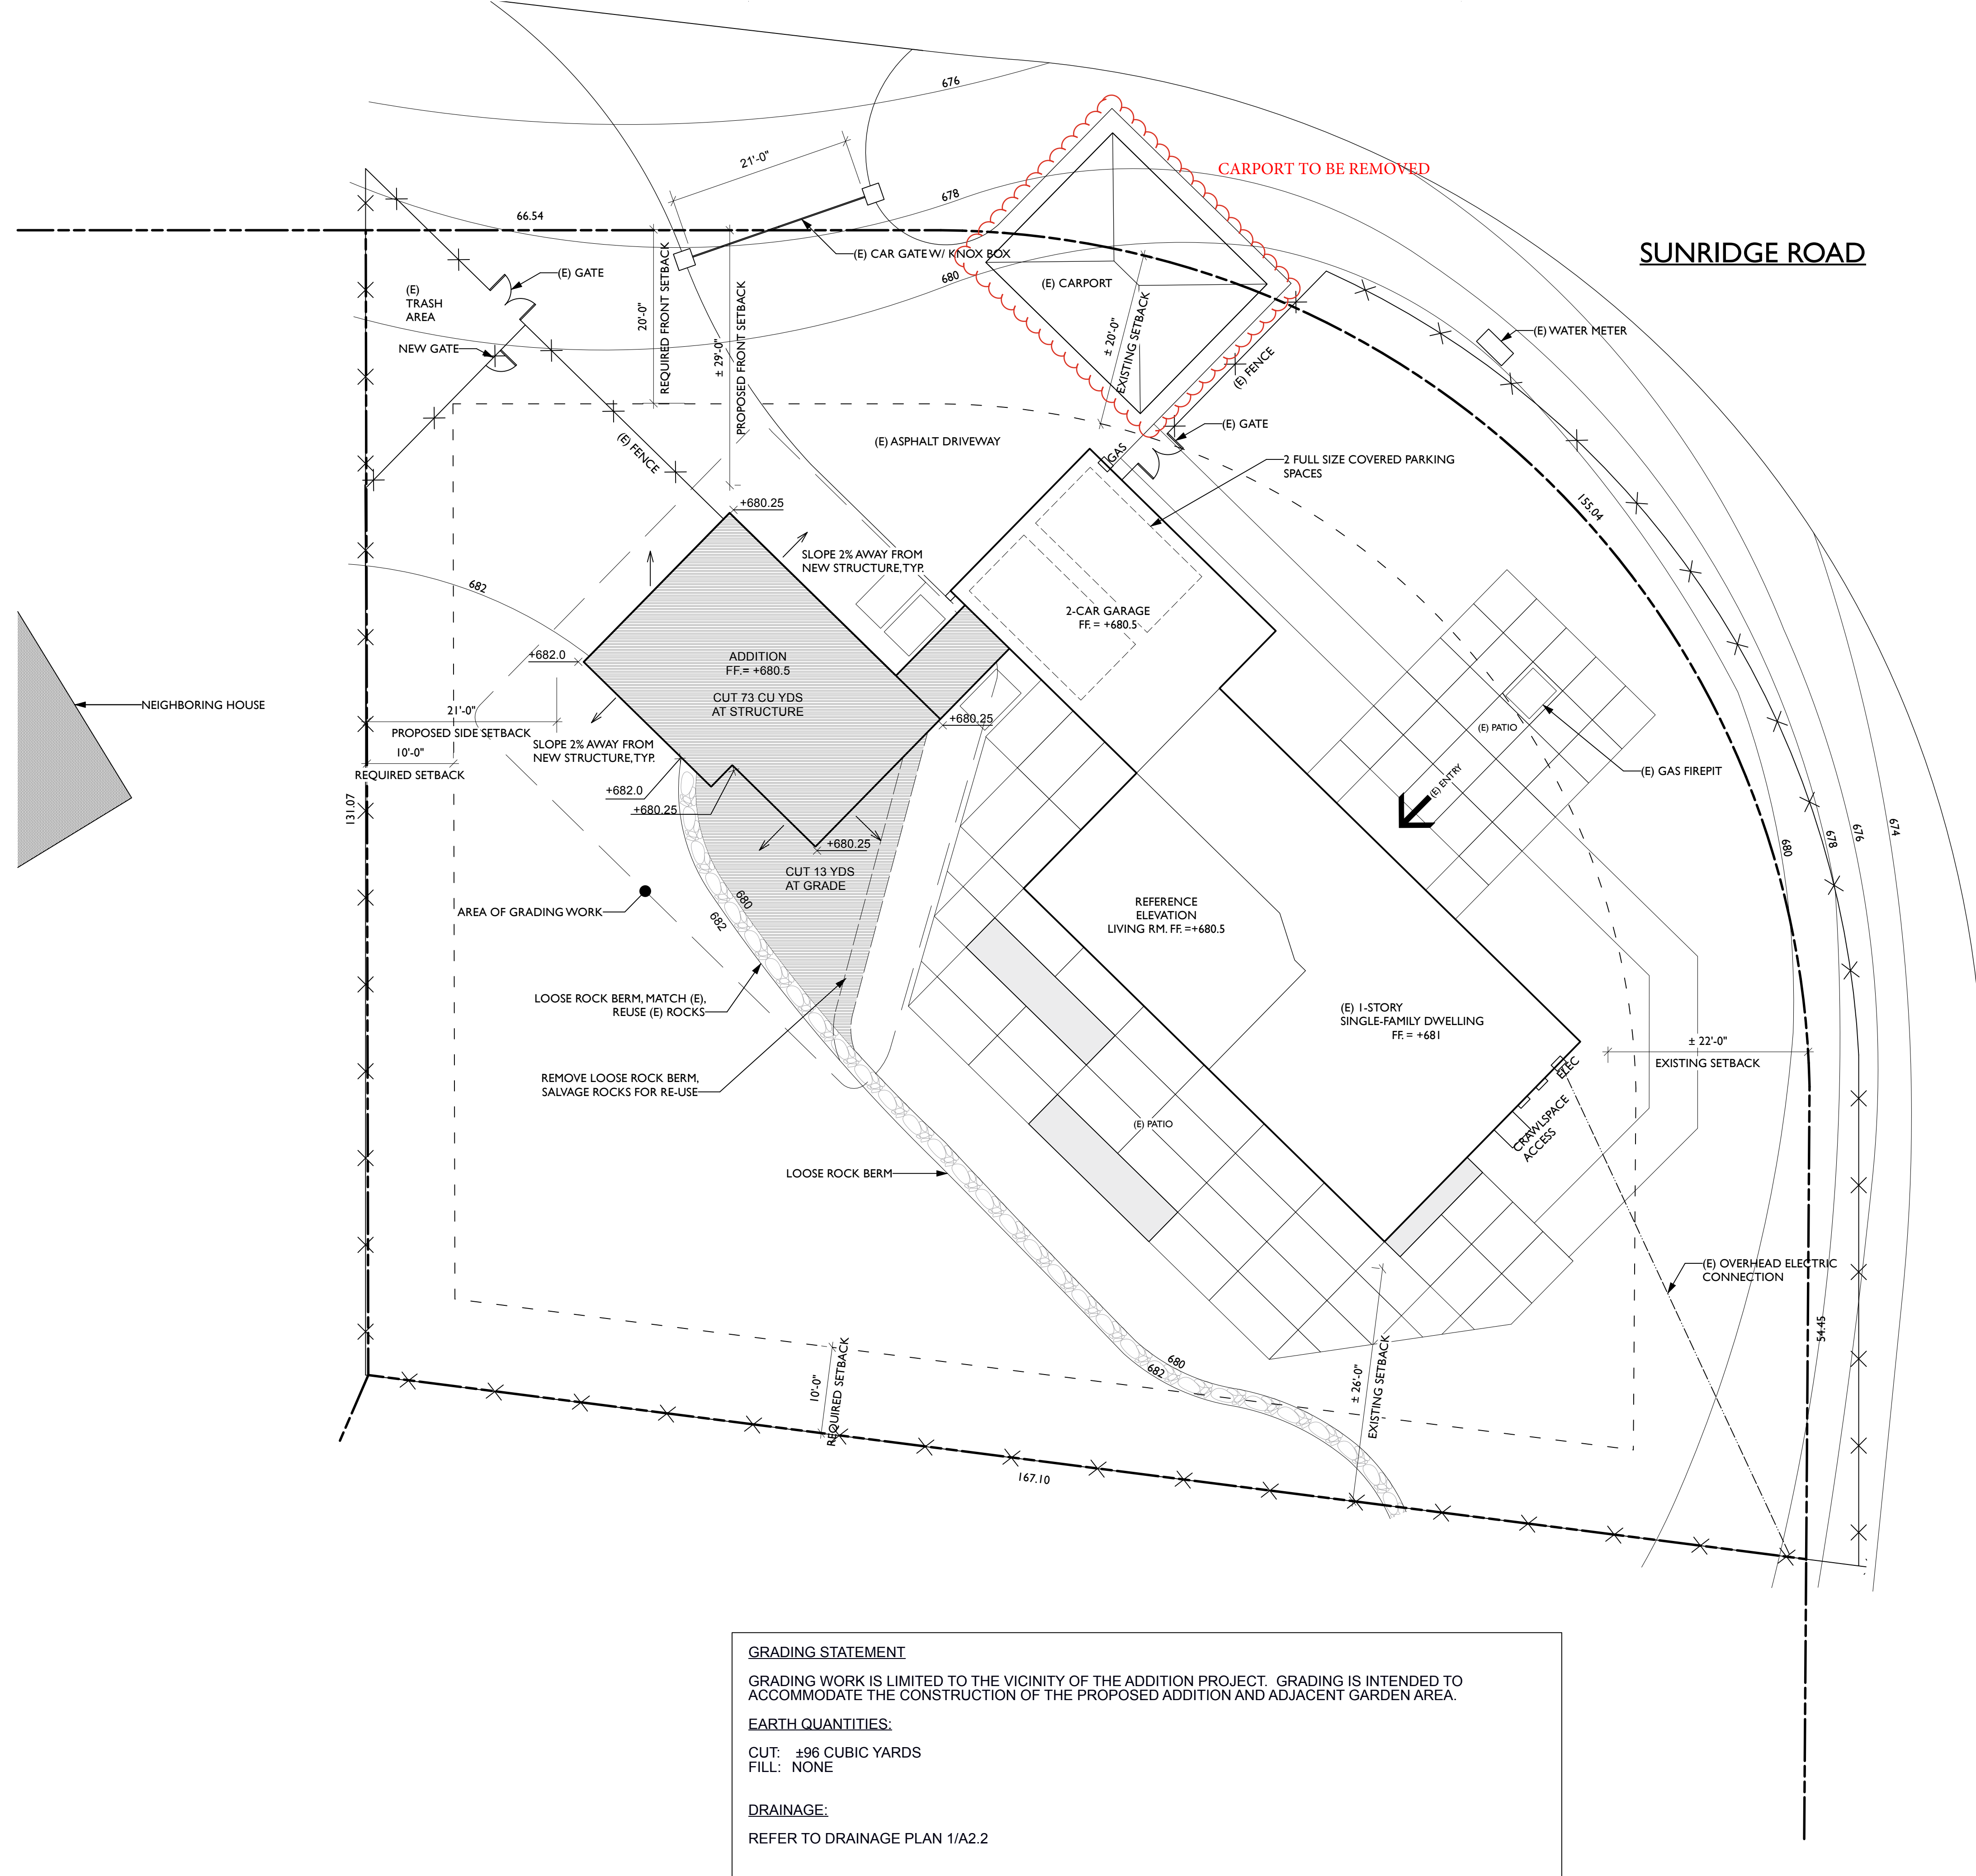 676
21'-0"
CARPORT TO BE REMOVED
678
66.54
SUNRIDGE ROAD
(E) CAR GATE W/ KNOX BOX
(E) GATE
680
(E) CARPORT
(E)
TRASH
AREA
20'-0"
REQUIRED FRONT SETBACK
± 29'-0"
PROPOSED FRONT SETBACK
± 20'-0"
EXISTING SETBACK
(E) WATER METER
NEW GATE
(E) FENCE
(E) GATE
(E) FENCE
(E) ASPHALT DRIVEWAY
GAS
2 FULL SIZE COVERED PARKING
SPACES
+680.25
155.04
SLOPE 2% AWAY FROM
NEW STRUCTURE, TYP.
682
2-CAR GARAGE
FF. = +680.5
+682.0
ADDITION
FF.= +680.5
CUT 73 CU YDS
AT STRUCTURE
NEIGHBORING HOUSE
21'-0"
PROPOSED SIDE SETBACK
+680.25
(E) PATIO
SLOPE 2% AWAY FROM
NEW STRUCTURE, TYP.
10'-0"
REQUIRED SETBACK
(E) ENTRY
(E) GAS FIREPIT
+682.0
+680.25
131.07
680
678
676
674
+680.25
CUT 13 YDS
AT GRADE
680
682
AREA OF GRADING WORK
REFERENCE
ELEVATION
LIVING RM. FF. =+680.5
LOOSE ROCK BERM, MATCH (E),
REUSE (E) ROCKS
(E) 1-STORY
SINGLE-FAMILY DWELLING
FF. = +681
± 22'-0"
EXISTING SETBACK
ELEC
REMOVE LOOSE ROCK BERM,
SALVAGE ROCKS FOR RE-USE
(E) PATIO
CRAWLSPACE
ACCESS
LOOSE ROCK BERM
(E) OVERHEAD ELECTRIC
CONNECTION
54.45
680
682
10'-0"
REQUIRED SETBACK
± 26'-0"
EXISTING SETBACK
167.10
GRADING STATEMENT
GRADING WORK IS LIMITED TO THE VICINITY OF THE ADDITION PROJECT. GRADING IS INTENDED TO
ACCOMMODATE THE CONSTRUCTION OF THE PROPOSED ADDITION AND ADJACENT GARDEN AREA.
EARTH QUANTITIES:
CUT: ±96 CUBIC YARDS
FILL: NONE
DRAINAGE:
REFER TO DRAINAGE PLAN 1/A2.2